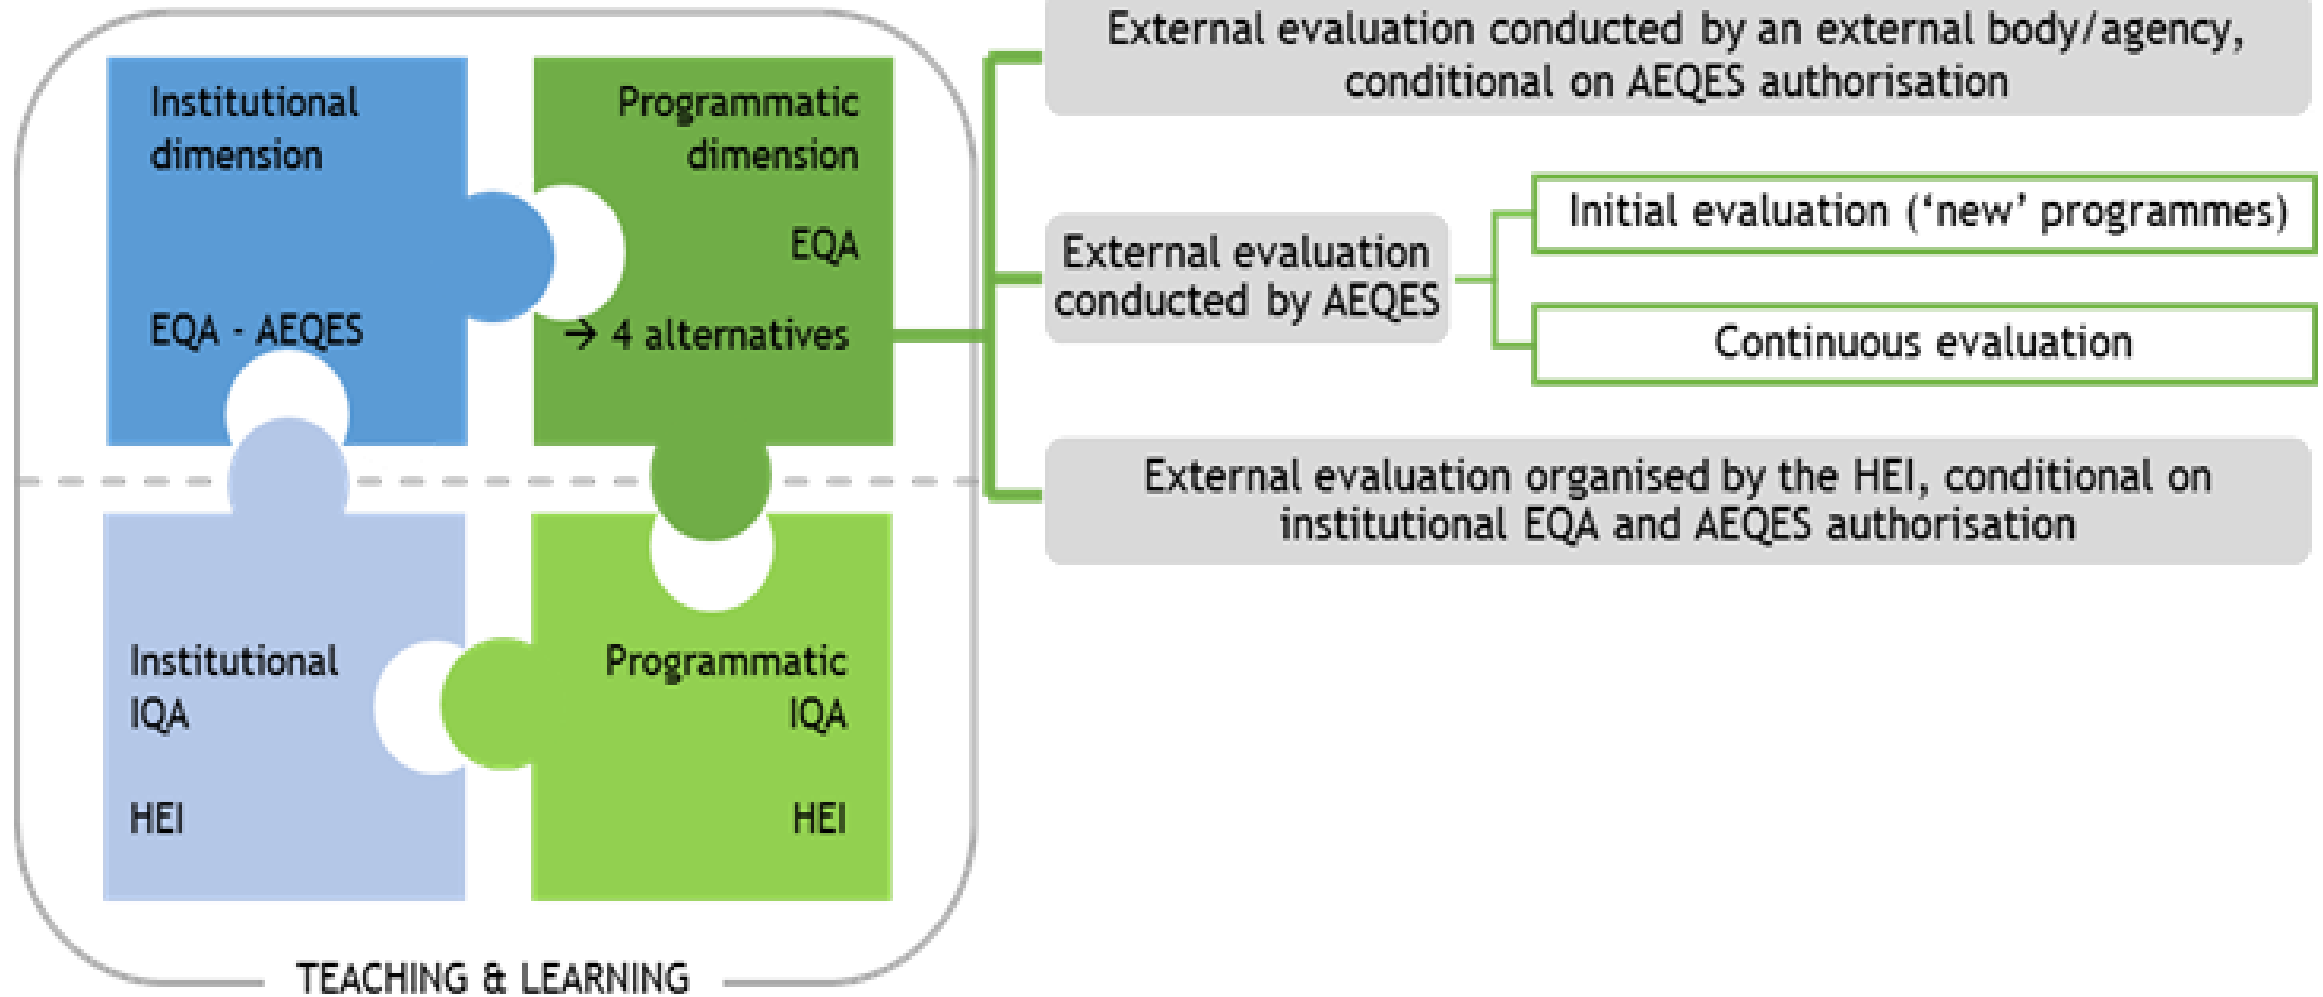 Institutional
dimension
EQA - AEQES
Programmatic
dimension
EQA
→ 4 alternatives
External evaluation conducted by an external body/agency,
conditional on AEQES authorisation
External evaluation
conducted by AEQES
Initial evaluation (‘new’ programmes)
Continuous evaluation
External evaluation organised by the HEI, conditional on
institutional EQA and AEQES authorisation
Institutional
IQA
HEI
Programmatic
IQA
HEI
TEACHING & LEARNING